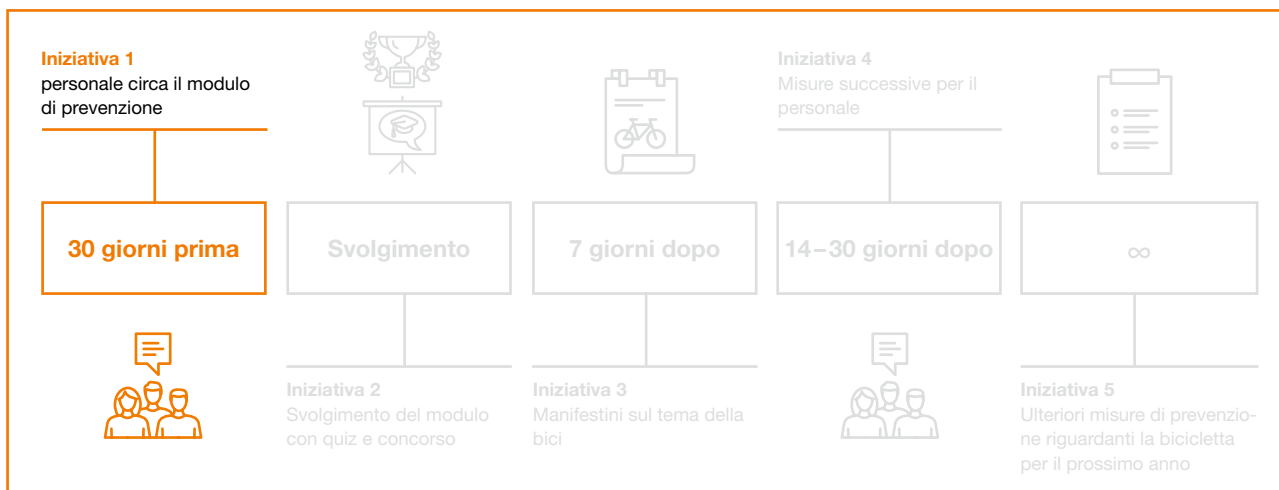 Iniziativa 1
personale circa il modulo
di prevenzione
Iniziativa 4
Misure successive per il
personale
30 giorni prima
Svolgimento
7 giorni dopo
14–30 giorni dopo
∞
Iniziativa 2
Svolgimento del modulo
con quiz e concorso
Iniziativa 3
Manifestini sul tema della
bici
Iniziativa 5
Ulteriori misure di prevenzio-
ne riguardanti la bicicletta
per il prossimo anno